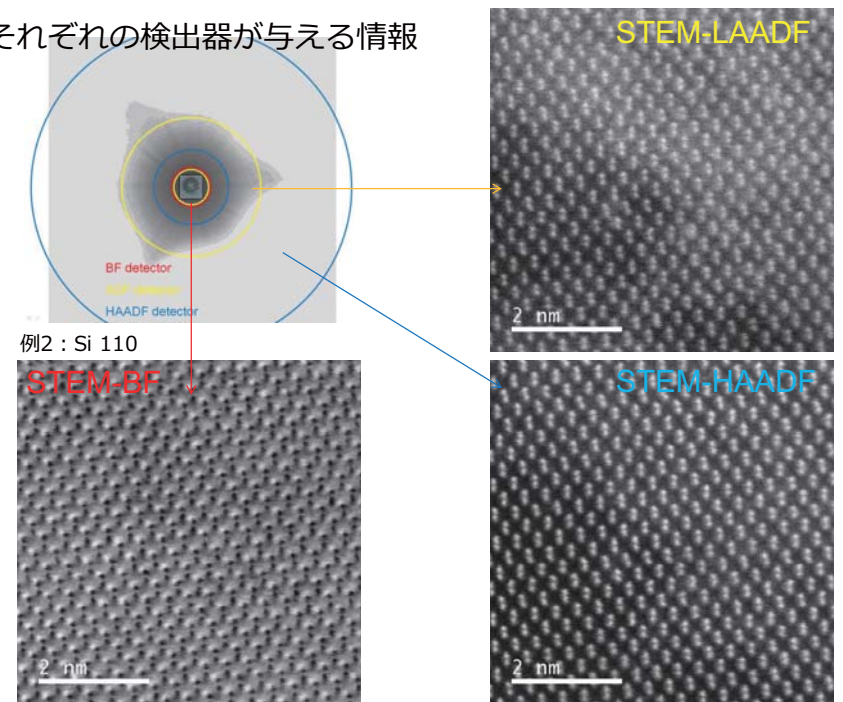 それぞれの検出器が与える情報
BF detector
HAADF detector
例2：Si 110
STEM-LAADF
2 nm
STEM-BF
2 nm
STEM-HAADF
2 nm